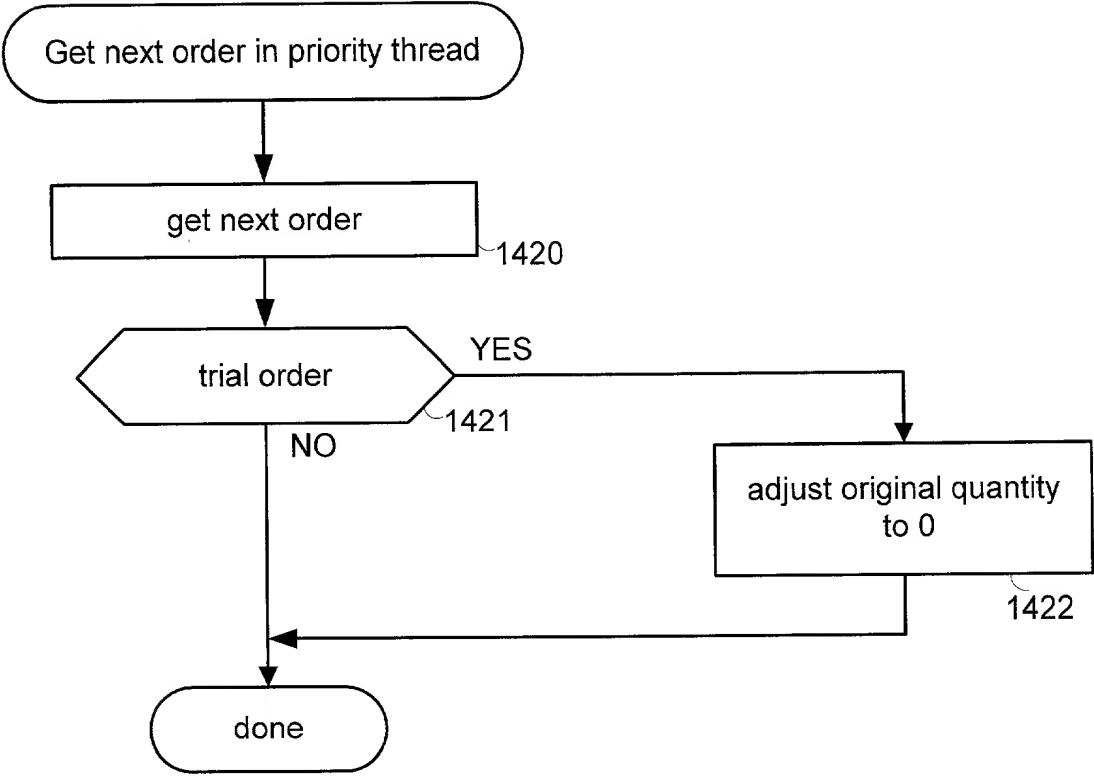 Get next order in priority thread
get next order
1420
trial order
YES
1421
NO
adjust original quantity
to 0
1422
done